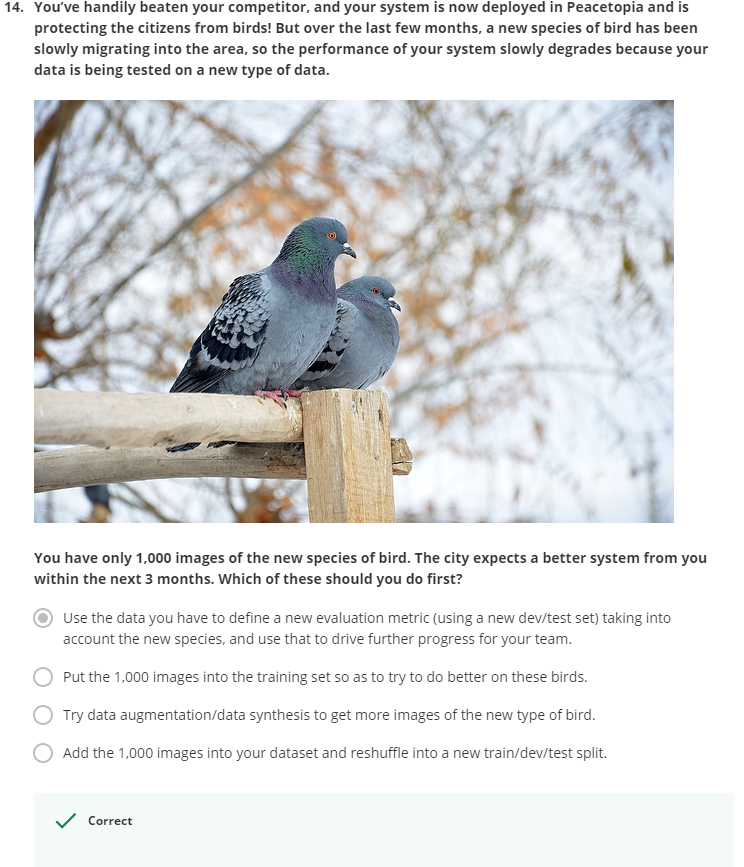 14. You've handily beaten your competitor, and your system is now deployed in Peacetopia and is
protecting the citizens from birds! But over the last few months, a new species of bird has been
slowly migrating into the area, so the performance of your system slowly degrades because your
data is being tested on a new type of data.
You have only 1,000 images of the new species of bird. The city expects a better system from you
within the next 3 months. Which of these should you do first?
Use the data you have to define a new evaluation metric (using a new dev/test set) taking into
account the new species, and use that to drive further progress for your team.
Put the 1,000 images into the training set so as to try to do better on these birds.
Try data augmentation/data synthesis to get more images of the new type of bird.
Add the 1,000 images into your dataset and reshuffle into a new train/dev/test split.
Correct